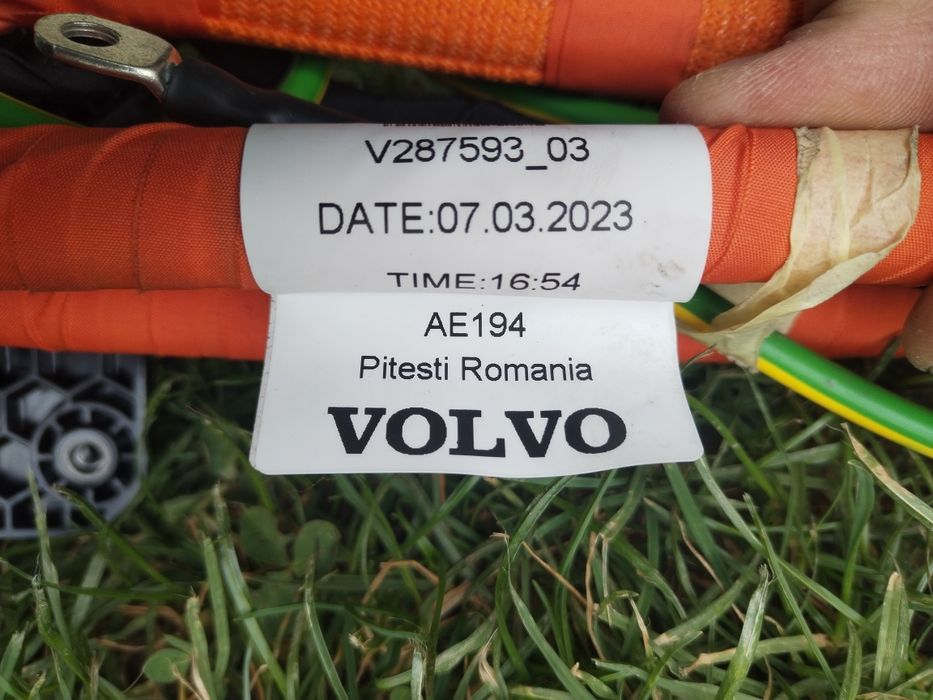 V287593_03
DATE:07.03.2023
TIME:16:54
AE194
Pitesti Romania
VOLVO